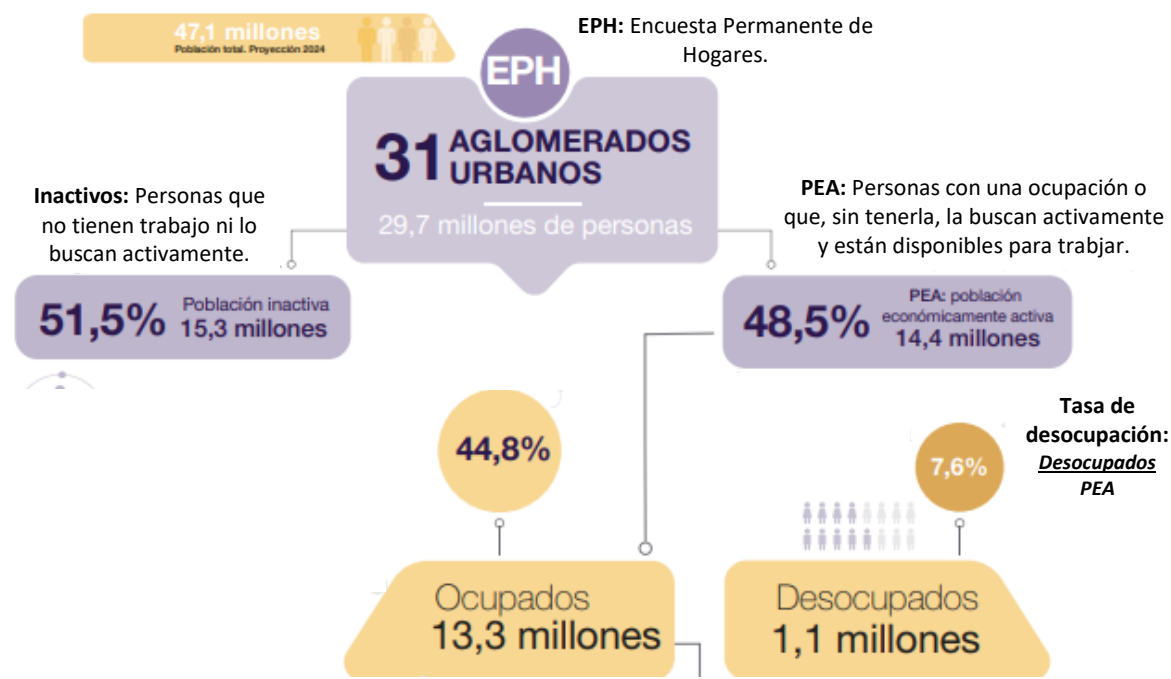 47,1 millones
Población total. Proyección 2024
EPH
EPH: Encuesta Permanente de
Hogares.
31 AGLOMERADOS
URBANOS
29,7 millones de personas
Inactivos: Personas que
no tienen trabajo ni lo
buscan activamente.
PEA: Personas con una ocupación o
que, sin tenerla, la buscan activamente
y están disponibles para trabjar.
51,5%
Población inactiva
15,3 millones
48,5%
PEA: población
económicamente activa
14,4 millones
44,8%
7,6%
Tasa de
desocupación:
Desocupados
PEA
Ocupados
13,3 millones
Desocupados
1,1 millones